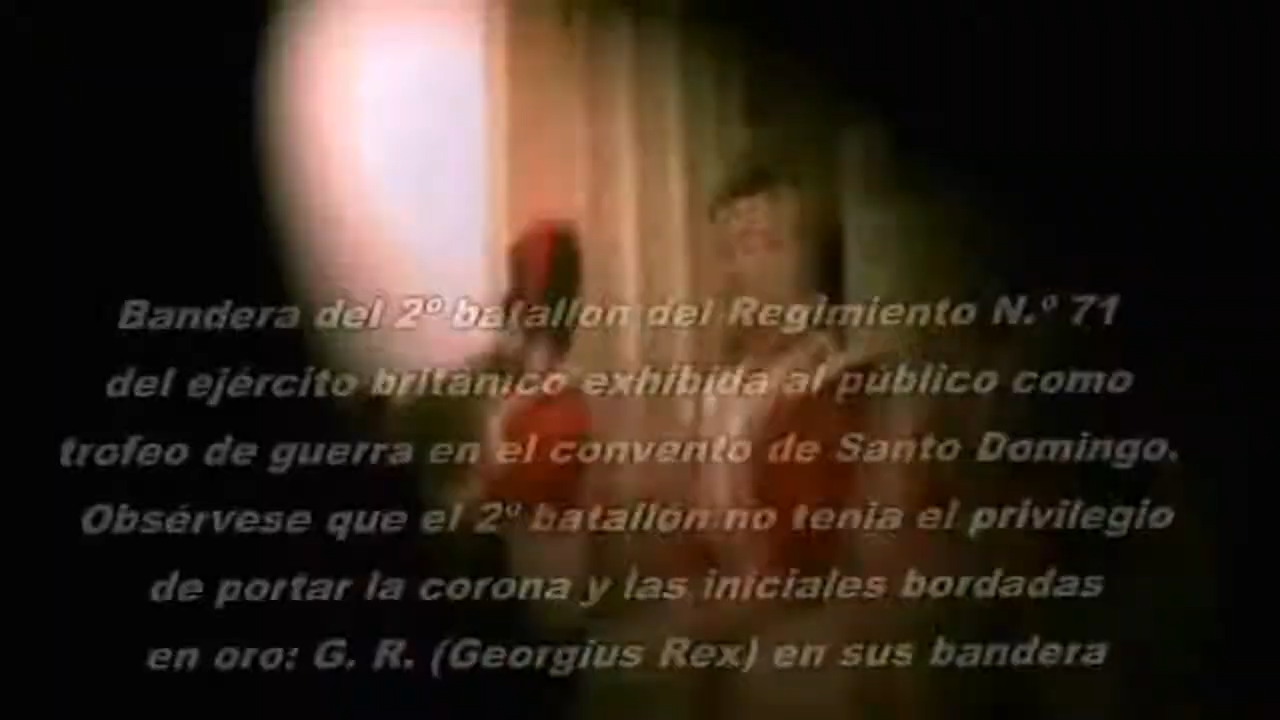 Bandera del 2º batallón del Regimiento N.º 71
del ejército británico exhibida al público como
trofeo de guerra en el convento de Santo Domingo.
Obsérvese que el 2º batallón no tenia el privilegio
de portar la corona y las iniciales bordadas
en oro: G. R. (Georgius Rex) en sus bandera